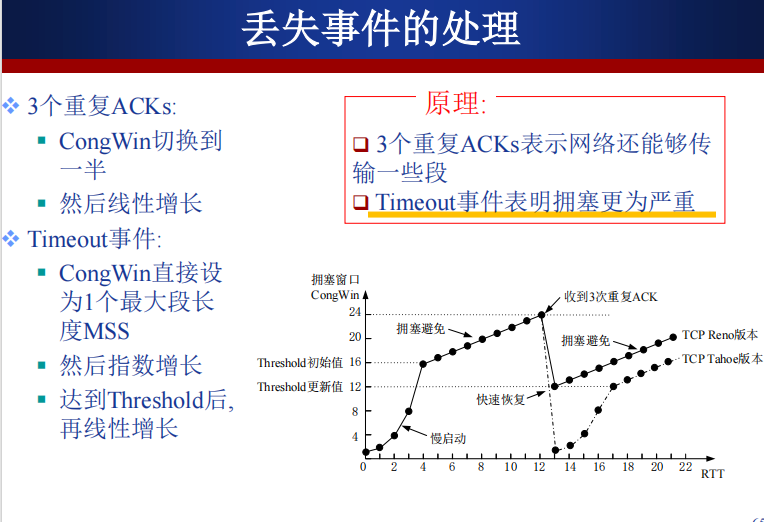 丢失事件的处理
3个重复ACKs:
CongWin切换到
一半
然后线性增长
Timeout事件:
CongWin直接设
为1个最大段长
度MSS
然后指数增长
达到Threshold后,
再线性增长
原理:
3个重复ACKs表示网络还能够传
输一些段
Timeout事件表明拥塞更为严重
拥塞窗口
CongWin
24
20
16
12
8
4
Threshold初始值
Threshold更新值
拥塞避免
收到3次重复ACK
拥塞避免
TCP Reno版本
TCP Tahoe版本
快速恢复
慢启动
0 2 4 6 8 10 12 14 16 18 20 22
RTT